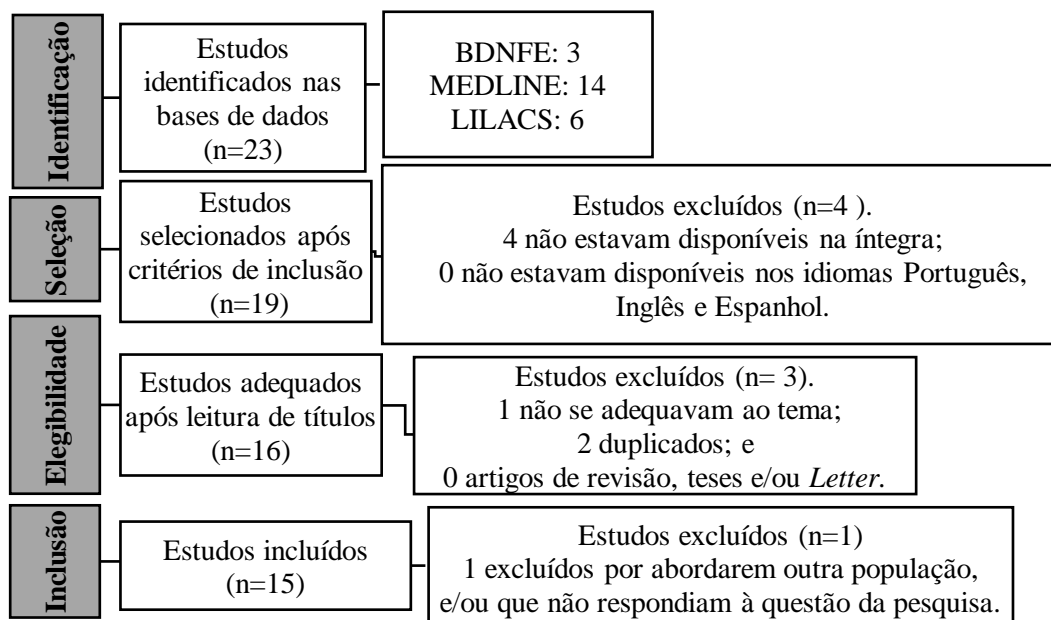 Identificação
Estudos
identificados nas
bases de dados
(n=23)
BDNFE: 3
MEDLINE: 14
LILACS: 6
Seleção
Estudos
selecionados após
critérios de inclusão
(n=19)
Estudos excluídos (n=4 ).
4 não estavam disponíveis na íntegra;
0 não estavam disponíveis nos idiomas Português,
Inglês e Espanhol.
Elegibilidade
Estudos adequados
após leitura de títulos
(n=16)
Estudos excluídos (n= 3).
1 não se adequavam ao tema;
2 duplicados; e
0 artigos de revisão, teses e/ou Letter.
Inclusão
Estudos incluídos
(n=15)
Estudos excluídos (n=1)
1 excluídos por abordarem outra população,
e/ou que não respondiam à questão da pesquisa.